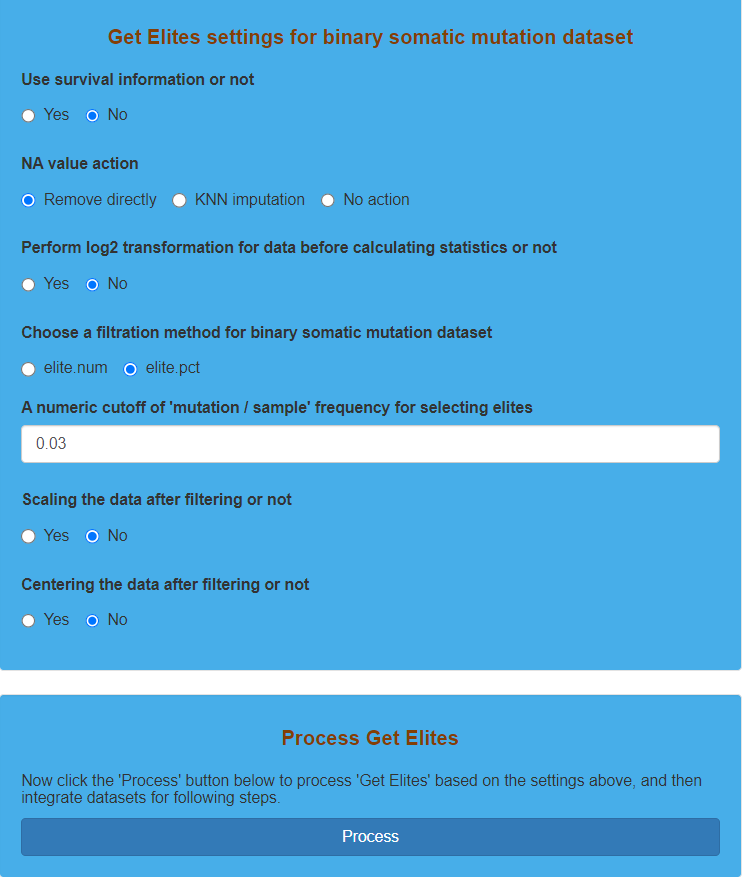 Get Elites settings for binary somatic mutation dataset
Use survival information or not
Yes No
NA value action
Remove directly KNN imputation No action
Perform log2 transformation for data before calculating statistics or not
Yes No
Choose a filtration method for binary somatic mutation dataset
elite.num elite.pct
A numeric cutoff of 'mutation / sample' frequency for selecting elites
0.03
Scaling the data after filtering or not
Yes No
Centering the data after filtering or not
Yes No
Process Get Elites
Now click the 'Process' button below to process 'Get Elites' based on the settings above, and then
integrate datasets for following steps.
Process